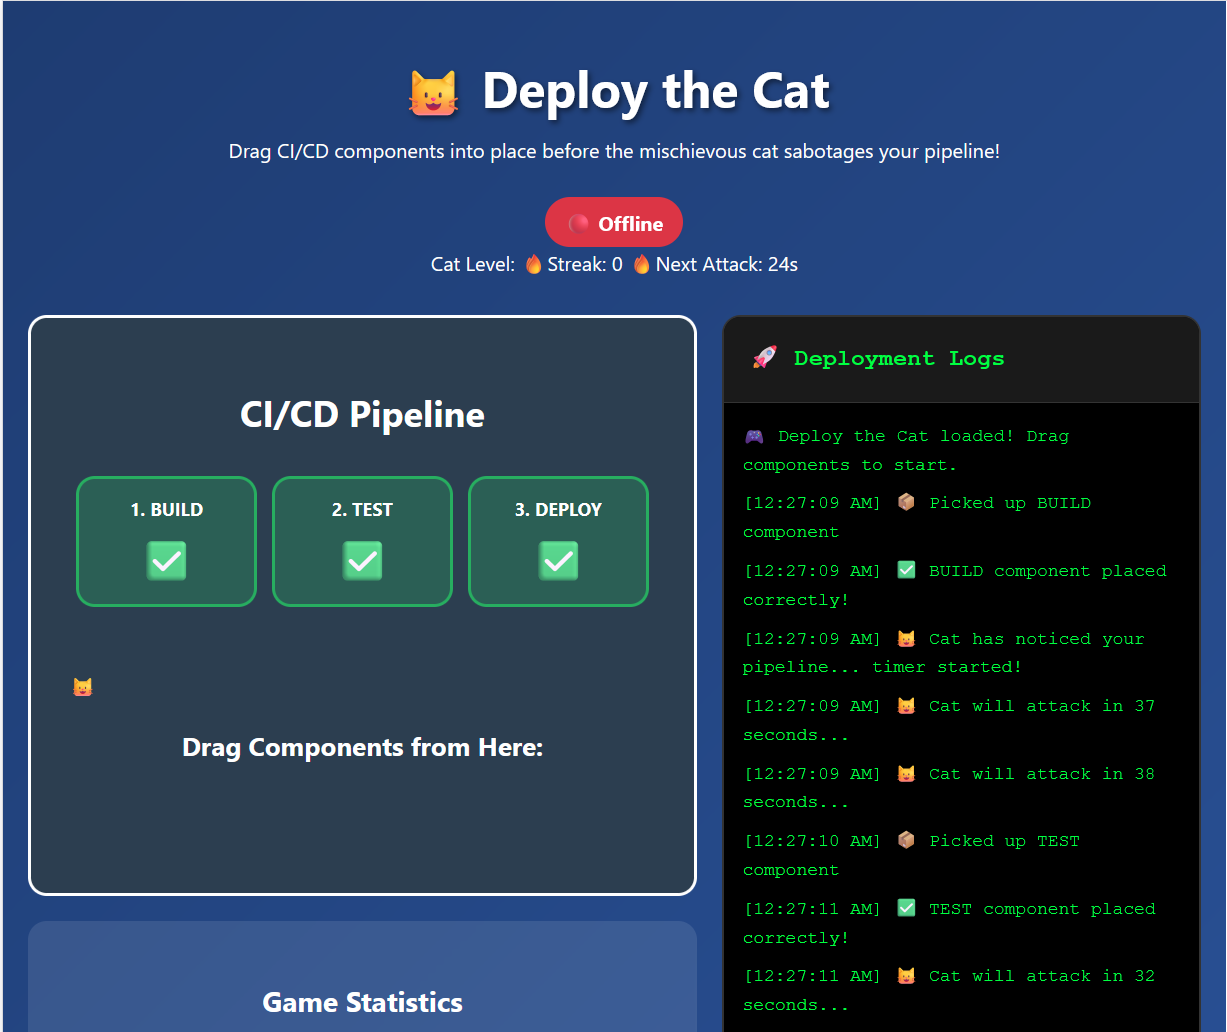 Deploy the Cat
Drag CI/CD components into place before the mischievous cat sabotages your pipeline!
Offline
Cat Level: 🔥Streak: 0 🔥Next Attack: 24s
CI/CD Pipeline
1. BUILD
2. TEST
3. DEPLOY
Drag Components from Here:
Game Statistics
Deployment Logs
Deploy the Cat loaded! Drag
components to start.
[12:27:09 AM] 📦 Picked up BUILD
component
[12:27:09 AM] ✅ BUILD component placed
correctly!
[12:27:09 AM] 😺 Cat has noticed your
pipeline... timer started!
[12:27:09 AM] 😺 Cat will attack in 37
seconds...
[12:27:09 AM] 😺 Cat will attack in 38
seconds...
[12:27:10 AM] 📦 Picked up TEST
component
[12:27:11 AM] ✅ TEST component placed
correctly!
[12:27:11 AM] 😺 Cat will attack in 32
seconds...